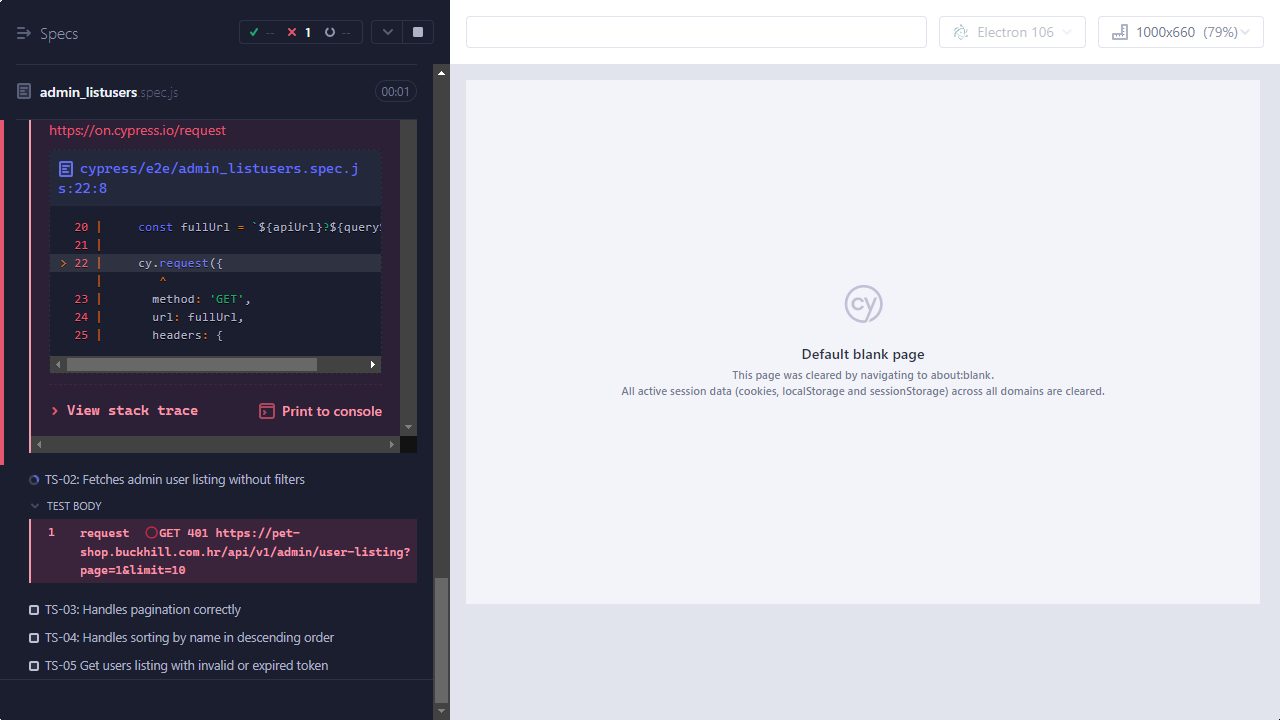 Specs
--
1
--
Electron 106
1000x660 (79%)
admin_listusers spec.js
00:01
https://on.cypress.io/request
cypress/e2e/admin_listusers.spec.j
s:22:8
20 | const fullUrl = `${apiUrl}?${queryS
21 |
> 22 | cy.request({
| ^
23 | method: 'GET',
24 | url: fullUrl,
25 | headers: {
> View stack trace
Print to console
TS-02: Fetches admin user listing without filters
TEST BODY
1 request GET 401 https://pet-
shop.buckhill.com.hr/api/v1/admin/user-listing?
page=1&limit=10
TS-03: Handles pagination correctly
TS-04: Handles sorting by name in descending order
TS-05 Get users listing with invalid or expired token
cy
Default blank page
This page was cleared by navigating to about:blank.
All active session data (cookies, localStorage and sessionStorage) across all domains are cleared.